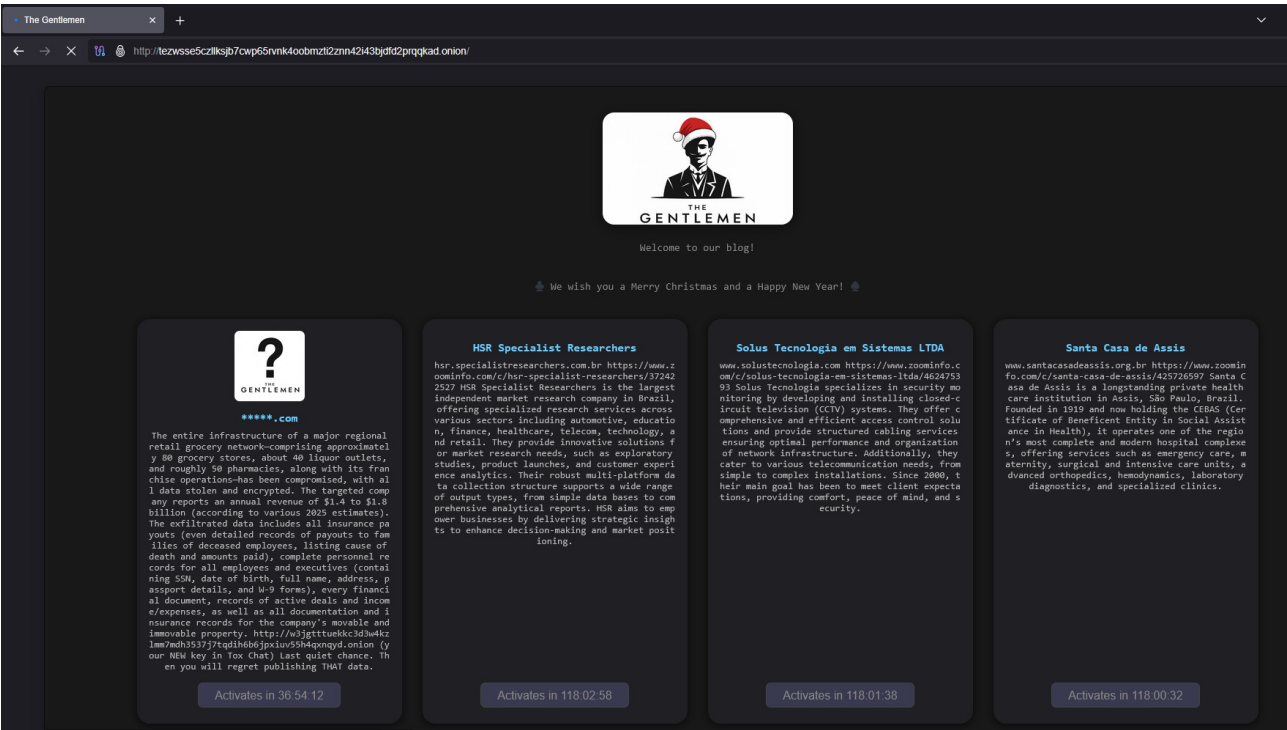 The Gentlemen
http://tezwsse5czllksjb7cwp65rvnk4oobmzti2znn42i43bjdfd2prqqkad.onion/
THE
GENTLEMEN
Welcome to our blog!
We wish you a Merry Christmas and a Happy New Year!
?
THE
GENTLEMEN
*****.com
The entire infrastructure of a major regional
retail grocery network—comprising approximatel
y 80 grocery stores, about 40 liquor outlets,
and roughly 50 pharmacies, along with its fran
chise operations—has been compromised, with al
l data stolen and encrypted. The targeted comp
any reports an annual revenue of $1.4 to $1.8
billion (according to various 2025 estimates).
The exfiltrated data includes all insurance pa
youts (even detailed records of payouts to fam
ilies of deceased employees, listing cause of
death and amounts paid), complete personnel re
cords for all employees and executives (contai
ning SSN, date of birth, full name, address, p
assport details, and W-9 forms), every financi
al document, records of active deals and incom
e/expenses, as well as all documentation and i
nsurance records for the company's movable and
immovable property. http://w3jgtttuekkc3d3w4kz
lmm7mdh3537j7tqdih6b6jpxiuv55h4qxnqyd.onion (y
our NEW key in Tox Chat) Last quiet chance. Th
en you will regret publishing THAT data.
Activates in 36:54:12
HSR Specialist Researchers
hsr.specialistresearchers.com.br https://www.z
oominfo.com/c/hsr-specialist-researchers/37242
2527 HSR Specialist Researchers is the largest
independent market research company in Brazil,
offering specialized research services across
various sectors including automotive, educatio
n, finance, healthcare, telecom, technology, a
nd retail. They provide innovative solutions f
or market research needs, such as exploratory
studies, product launches, and customer experi
ence analytics. Their robust multi-platform da
ta collection structure supports a wide range
of output types, from simple data bases to com
prehensive analytical reports. HSR aims to emp
ower businesses by delivering strategic insigh
ts to enhance decision-making and market posit
ioning.
Activates in 118:02:58
Solus Tecnologia em Sistemas LTDA
www.solustecnologia.com https://www.zoominfo.c
om/c/solus-tecnologia-em-sistemas-ltda/4624753
93 Solus Tecnologia specializes in security mo
nitoring by developing and installing closed-c
ircuit television (CCTV) systems. They offer c
omprehensive and efficient access control solu
tions and provide structured cabling services
ensuring optimal performance and organization
of network infrastructure. Additionally, they
cater to various telecommunication needs, from
simple to complex installations. Since 2000, t
heir main goal has been to meet client expecta
tions, providing comfort, peace of mind, and s
ecurity.
Activates in 118:01:38
Santa Casa de Assis
www.santacasadeassis.org.br https://www.zoomin
fo.com/c/santa-casa-de-assis/425726597 Santa C
asa de Assis is a longstanding private health
care institution in Assis, São Paulo, Brazil.
Founded in 1919 and now holding the CEBAS (Cer
tificate of Beneficent Entity in Social Assist
ance in Health), it operates one of the regio
n's most complete and modern hospital complexe
s, offering services such as emergency care, m
aternity, surgical and intensive care units, a
dvanced orthopedics, hemodynamics, laboratory
diagnostics, and specialized clinics.
Activates in 118:00:32